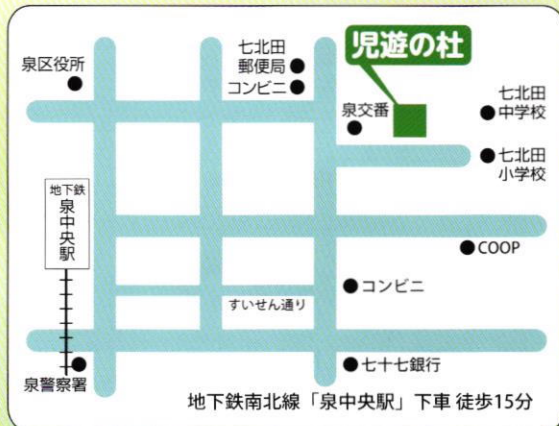 児遊の杜
泉区役所
七北田
郵便局
コンビニ
泉交番
七北田
中学校
七北田
小学校
地下鉄
泉中央駅
COOP
コンビニ
すいせん通り
七十七銀行
泉警察署
地下鉄南北線「泉中央駅」下車 徒歩15分